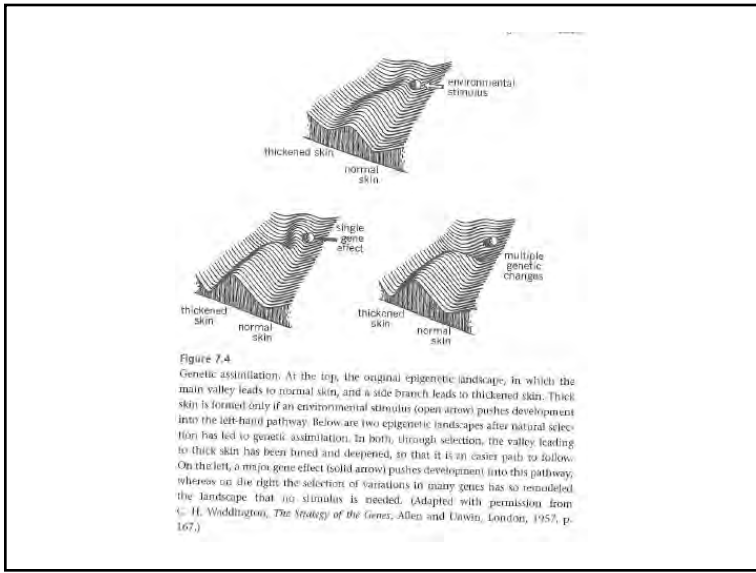 environmental
stimulus
thickened skin
normal
skin
single
gene
effect
multiple
genetic
changes
thickened
skin
normal
skin
thickened
skin
normal
skin
Figure 7.4
Genetic assimilation. At the top, the original epigenetic landscape, in which the
main valley leads to normal skin, and a side branch leads to thickened skin. Thick
skin is formed only if an environmental stimulus (open arrow) pushes development
into the left-hand pathway. Below are two epigenetic landscapes after natural selec-
tion has led to genetic assimilation. In both, through selection, the valley leading
to thick skin has been tuned and deepened, so that it is an easier path to follow.
On the left, a major gene effect (solid arrow) pushes development into this pathway,
whereas on the right the selection of variations in many genes has so remodeled
the landscape that no stimulus is needed. (Adapted with permission from
C. H. Waddington, The Strategy of the Genes, Allen and Unwin, London, 1957, p.
167.)